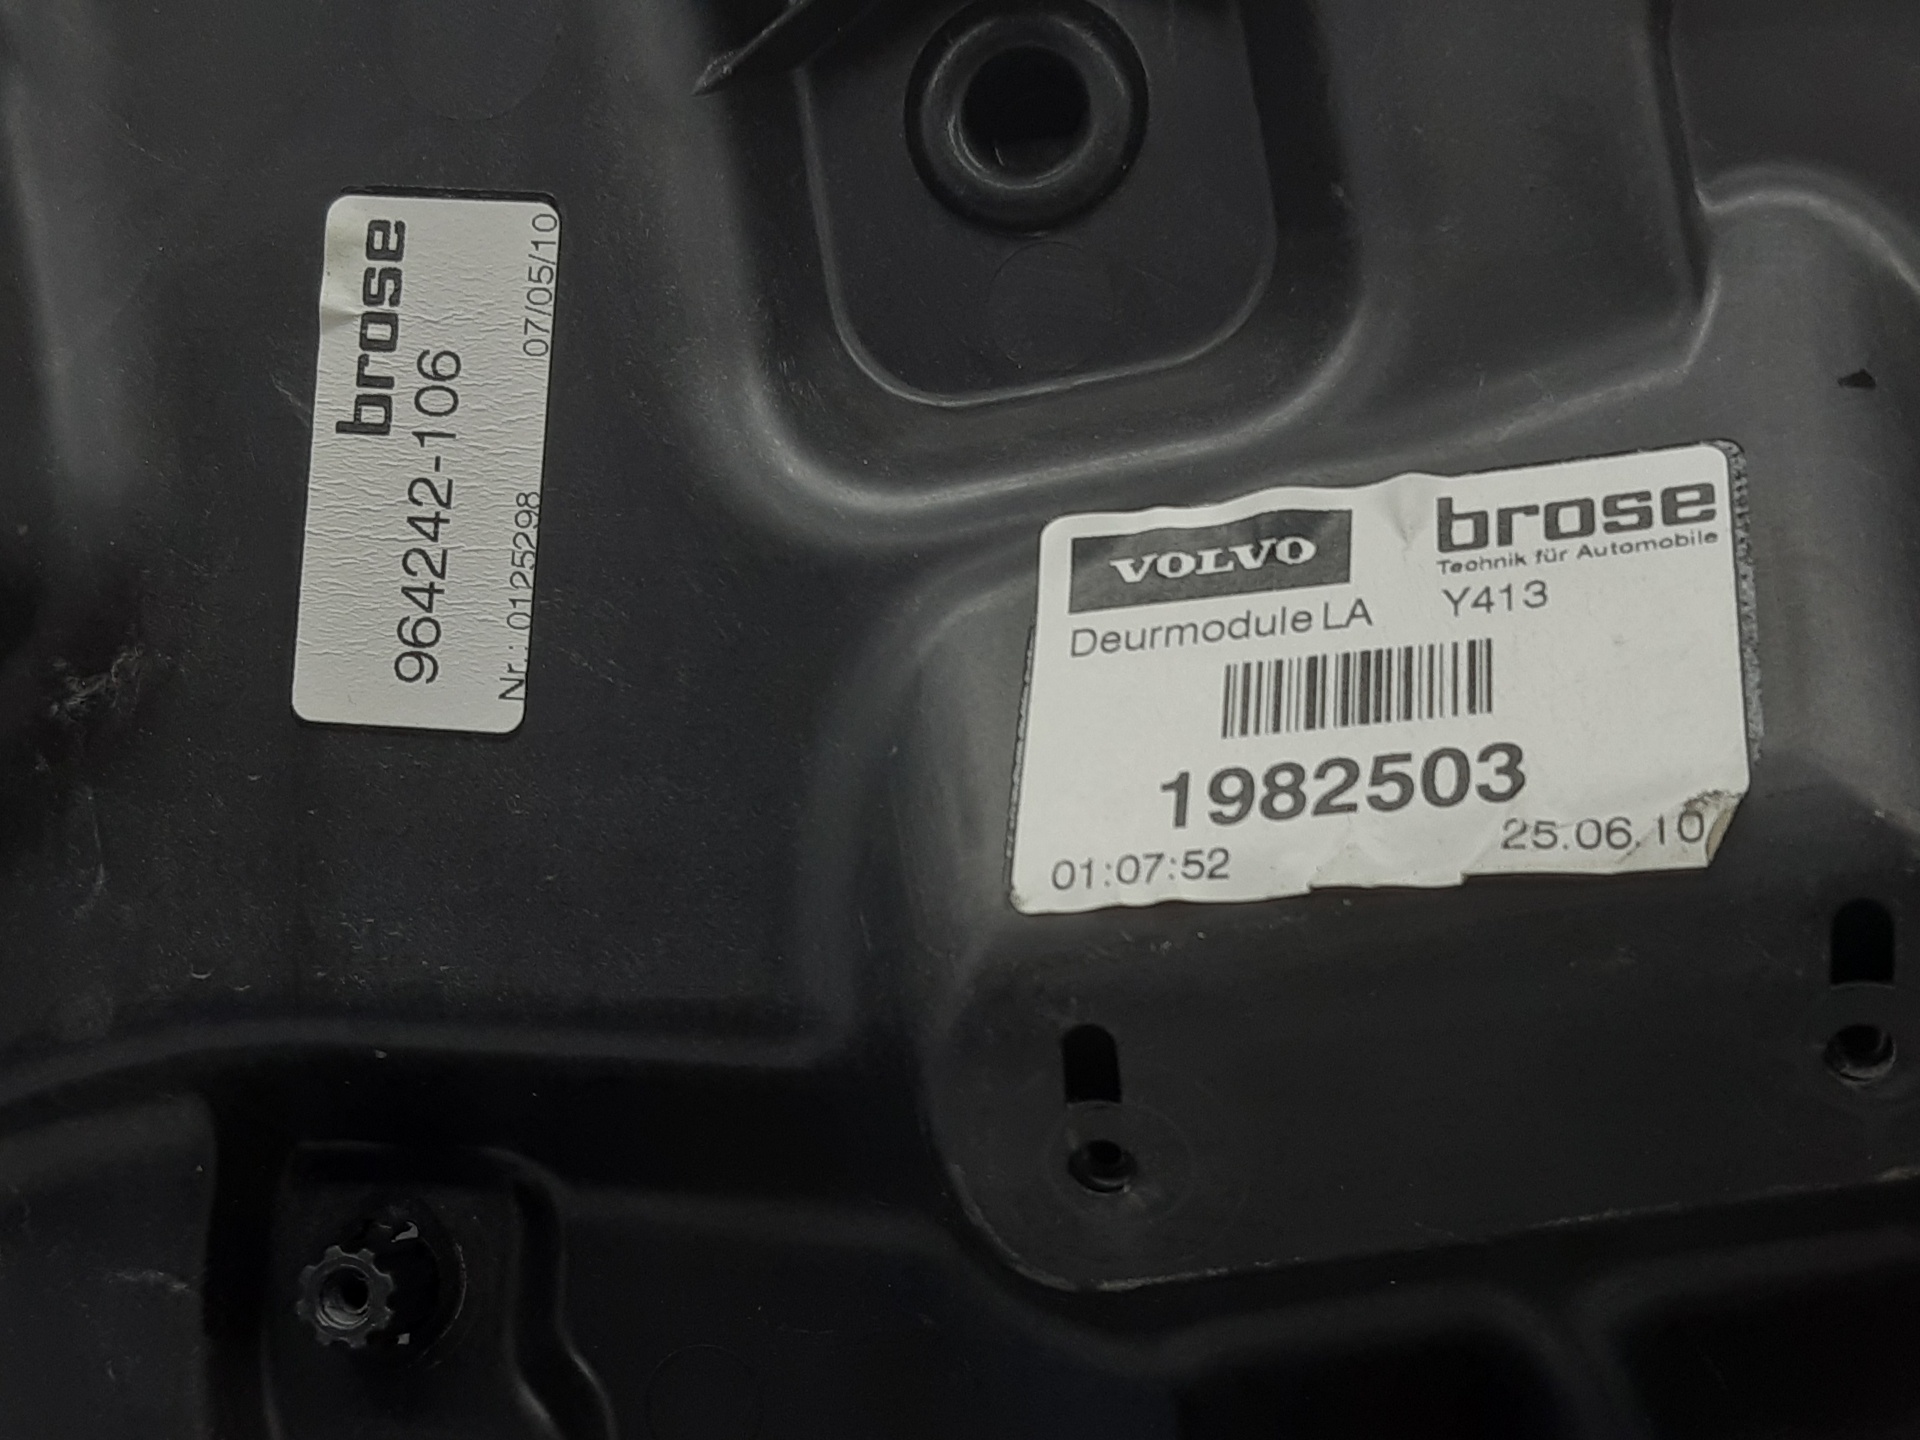 brose
964242-106
Nr.: 0125298 07/05/10
VOLVO brose
Technik für Automobile
Deurmodule LA Y413
1982503
01:07:52 25.06.10